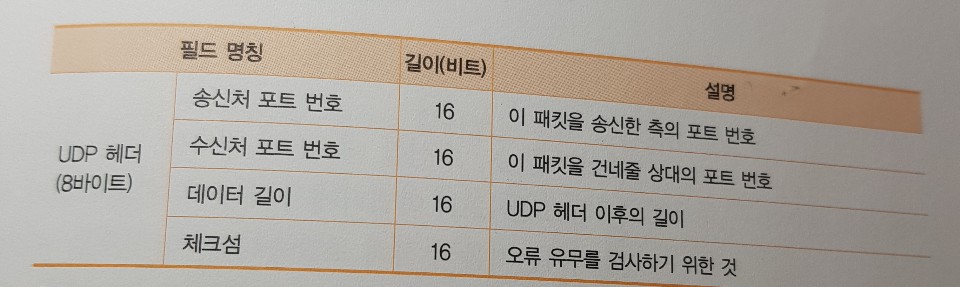 필드 명칭 길이(비트) 설명
송신처 포트 번호 16 이 패킷을 송신한 측의 포트 번호
UDP 헤더
(8바이트)
수신처 포트 번호 16 이 패킷을 건네줄 상대의 포트 번호
데이터 길이 16 UDP 헤더 이후의 길이
체크섬 16 오류 유무를 검사하기 위한 것